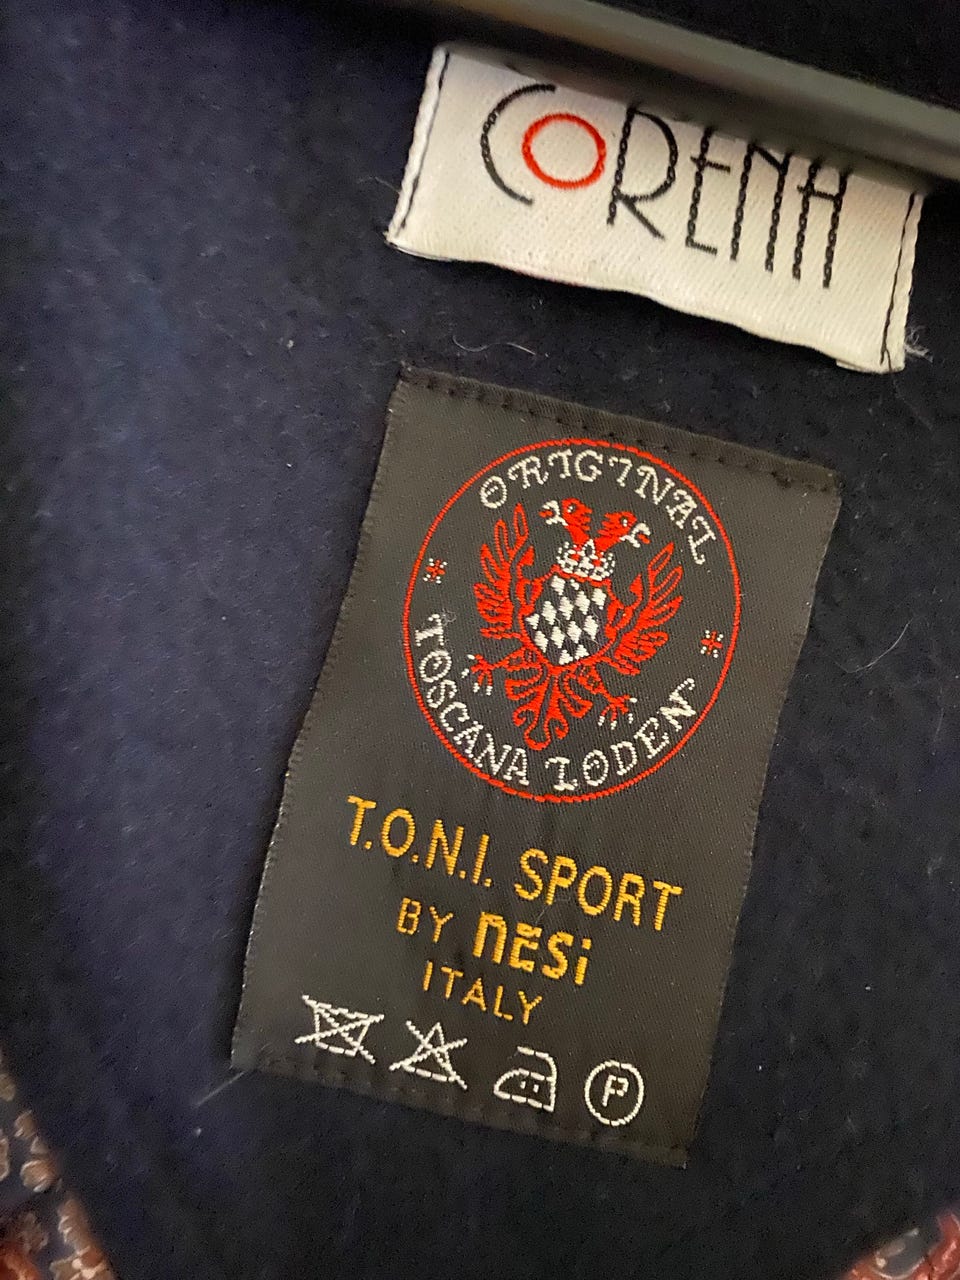 CORENA
ORIGINAL
TOSCANA LODEN
T.O.N.I. SPORT
BY nesi
ITALY
P